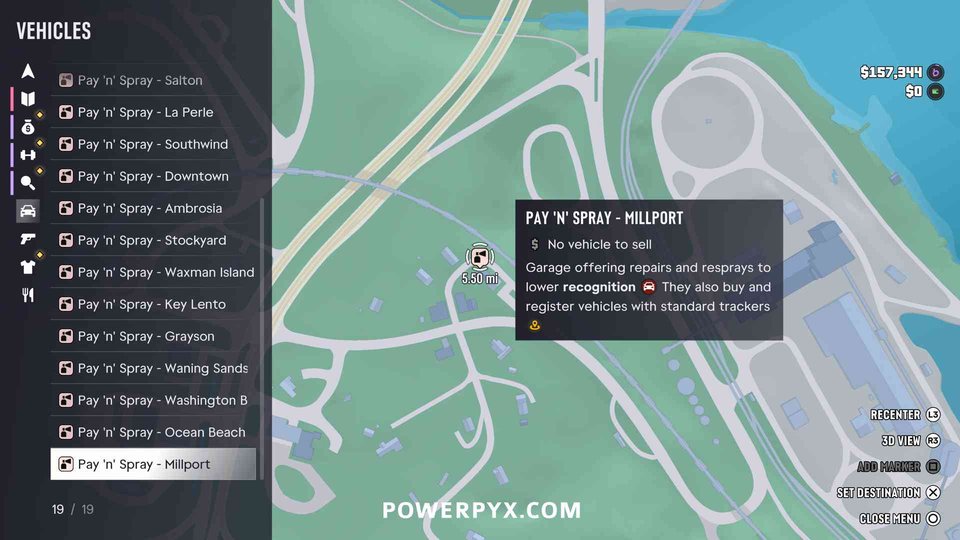 VEHICLES
Pay 'n' Spray - Salton
Pay 'n' Spray - La Perle
Pay 'n' Spray - Southwind
Pay 'n' Spray - Downtown
Pay 'n' Spray - Ambrosia
Pay 'n' Spray - Stockyard
Pay 'n' Spray - Waxman Island
Pay 'n' Spray - Key Lento
Pay 'n' Spray - Grayson
Pay 'n' Spray - Waning Sands
Pay 'n' Spray - Washington B
Pay 'n' Spray - Ocean Beach
Pay 'n' Spray - Millport
19 / 19
5.50 mi
PAY 'N' SPRAY - MILLPORT
$ No vehicle to sell
Garage offering repairs and resprays to
lower recognition They also buy and
register vehicles with standard trackers
$157,344
$0
RECENTER L3
3D VIEW R3
ADD MARKER
SET DESTINATION
CLOSE MENU
POWERPYX.COM